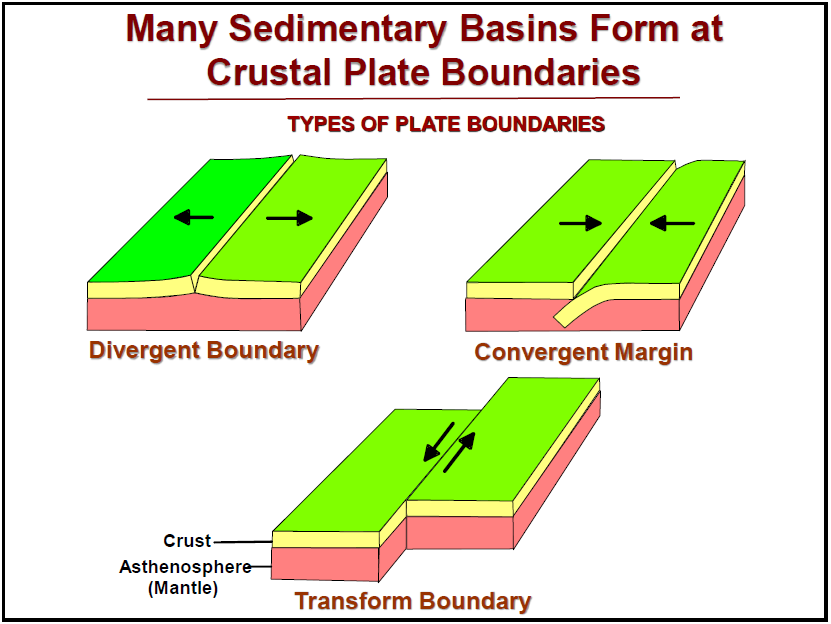 Many Sedimentary Basins Form at
Crustal Plate Boundaries
TYPES OF PLATE BOUNDARIES
Divergent Boundary
Convergent Margin
Crust
Asthenosphere
(Mantle)
Transform Boundary